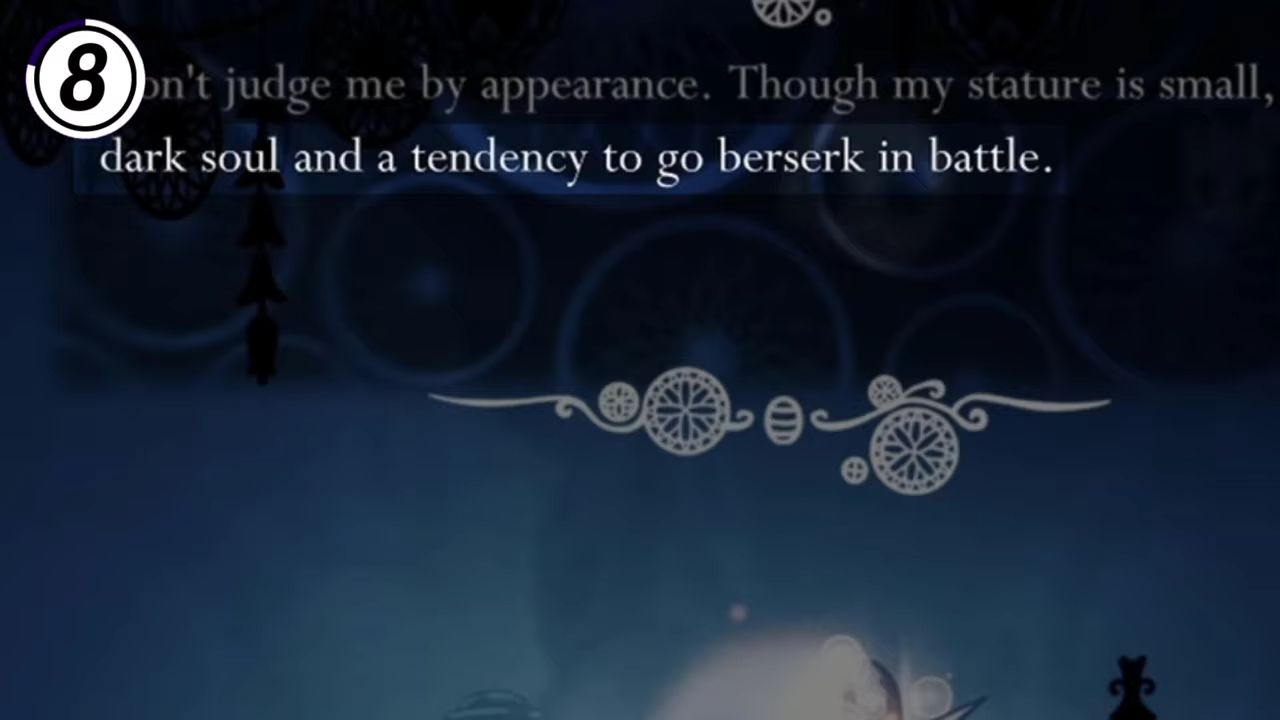 8
on't judge me by appearance. Though my stature is small,
dark soul and a tendency to go berserk in battle.